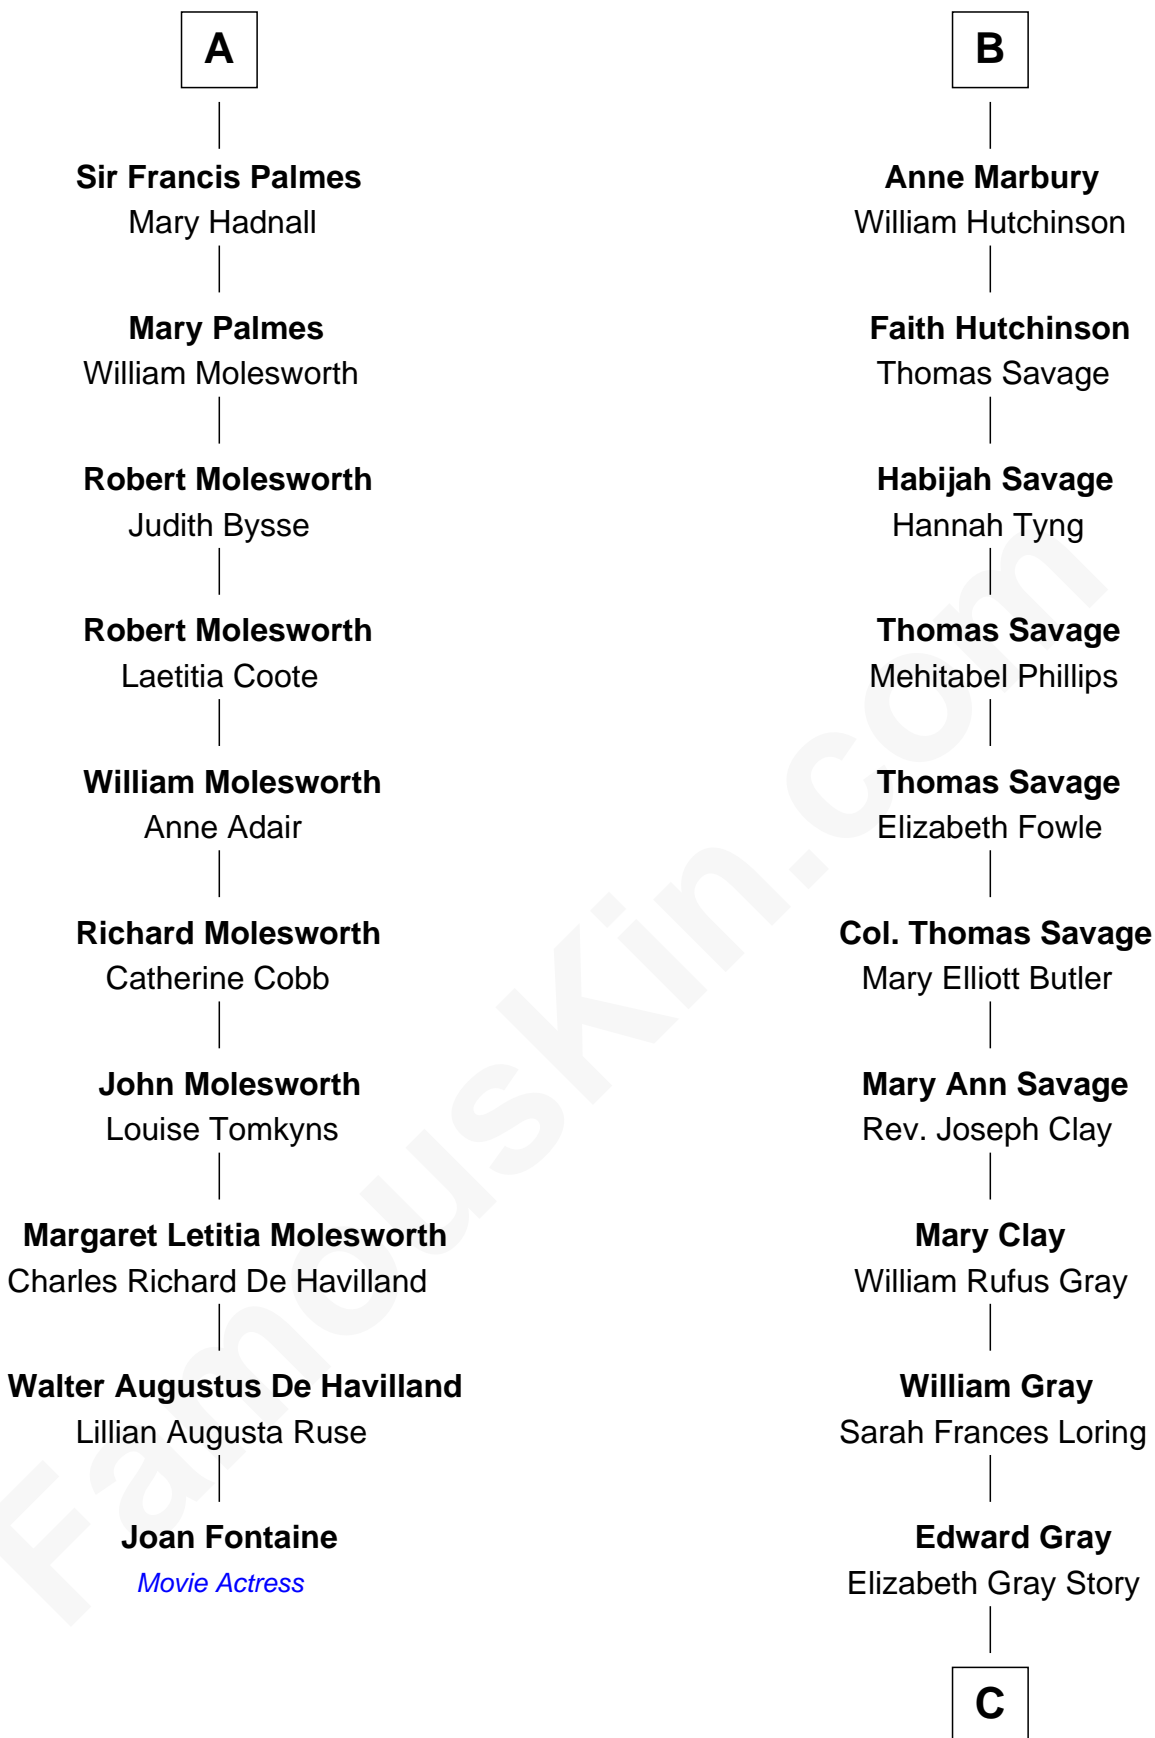 A
Sir Francis Palmes
Mary Hadnall
Mary Palmes
William Molesworth
Robert Molesworth
Judith Bysse
Robert Molesworth
Laetitia Coote
William Molesworth
Anne Adair
Richard Molesworth
Catherine Cobb
John Molesworth
Louise Tomkyns
Margaret Letitia Molesworth
Charles Richard De Havilland
Walter Augustus De Havilland
Lillian Augusta Ruse
Joan Fontaine
Movie Actress
B
Anne Marbury
William Hutchinson
Faith Hutchinson
Thomas Savage
Habijah Savage
Hannah Tyng
Thomas Savage
Mehitabel Phillips
Thomas Savage
Elizabeth Fowle
Col. Thomas Savage
Mary Elliott Butler
Mary Ann Savage
Rev. Joseph Clay
Mary Clay
William Rufus Gray
William Gray
Sarah Frances Loring
Edward Gray
Elizabeth Gray Story
C
FamousKin.com